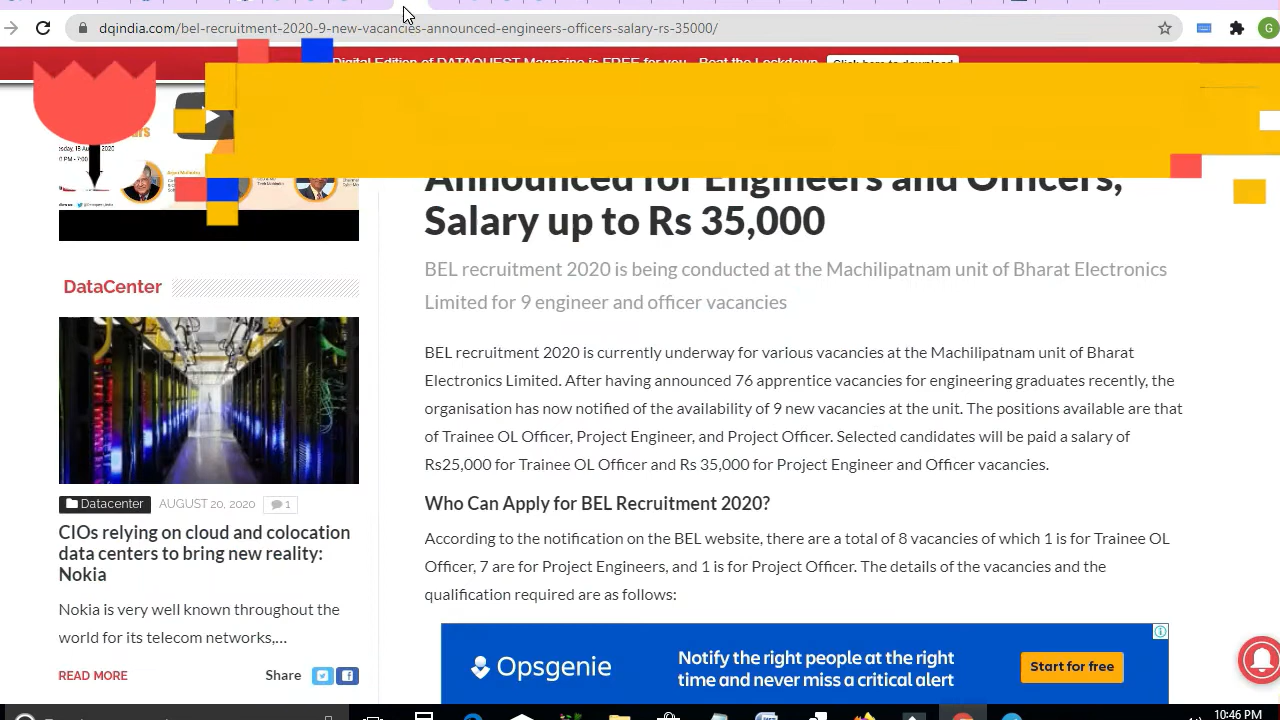 dqindia.com/bel-recruitment-2020-9-new-vacancies-announced-engineers-officers-salary-rs-35000/
G
Digital Edition of DATAQUEST Magazine is FREE for you - Beat the Lockdown
Click here to download
Announced for Engineers and Officers,
Salary up to Rs 35,000
BEL recruitment 2020 is being conducted at the Machilipatnam unit of Bharat Electronics
Limited for 9 engineer and officer vacancies
BEL recruitment 2020 is currently underway for various vacancies at the Machilipatnam unit of Bharat
Electronics Limited. After having announced 76 apprentice vacancies for engineering graduates recently, the
organisation has now notified of the availability of 9 new vacancies at the unit. The positions available are that
of Trainee OL Officer, Project Engineer, and Project Officer. Selected candidates will be paid a salary of
Rs25,000 for Trainee OL Officer and Rs 35,000 for Project Engineer and Officer vacancies.
Who Can Apply for BEL Recruitment 2020?
According to the notification on the BEL website, there are a total of 8 vacancies of which 1 is for Trainee OL
Officer, 7 are for Project Engineers, and 1 is for Project Officer. The details of the vacancies and the
qualification required are as follows:
Opsgenie
Notify the right people at the right
time and never miss a critical alert
Start for free
DataCenter
Datacenter AUGUST 20, 2020 1
CIOs relying on cloud and colocation
data centers to bring new reality:
Nokia
Nokia is very well known throughout the
world for its telecom networks,...
READ MORE
Share
10:46 PM